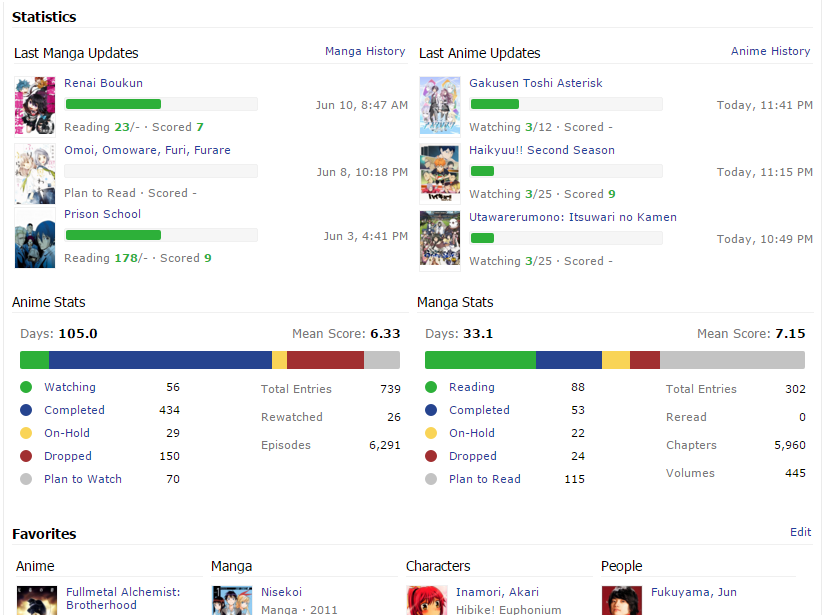 Statistics
Last Manga Updates
Manga History
Renai Boukun
Jun 10, 8:47 AM
Reading 23/- · Scored 7
Omoi, Omoware, Furi, Furare
Jun 8, 10:18 PM
Plan to Read · Scored -
Prison School
Jun 3, 4:41 PM
Reading 178/- · Scored 9
Last Anime Updates
Anime History
Gakusen Toshi Asterisk
Today, 11:41 PM
Watching 3/12 · Scored -
Haikyuu!! Second Season
Today, 11:15 PM
Watching 3/25 · Scored 9
Utawarerumono: Itsuwari no Kamen
Today, 10:49 PM
Watching 3/25 · Scored -
Anime Stats
Days: 105.0
Mean Score: 6.33
Watching 56
Completed 434
On-Hold 29
Dropped 150
Plan to Watch 70
Total Entries 739
Rewatched 26
Episodes 6,291
Manga Stats
Days: 33.1
Mean Score: 7.15
Reading 88
Completed 53
On-Hold 22
Dropped 24
Plan to Read 115
Total Entries 302
Reread 0
Chapters 5,960
Volumes 445
Favorites
Edit
Anime
Fullmetal Alchemist:
Brotherhood
Manga
Nisekoi
Manga · 2011
Characters
Inamori, Akari
Hibike! Euphonium
People
Fukuyama, Jun